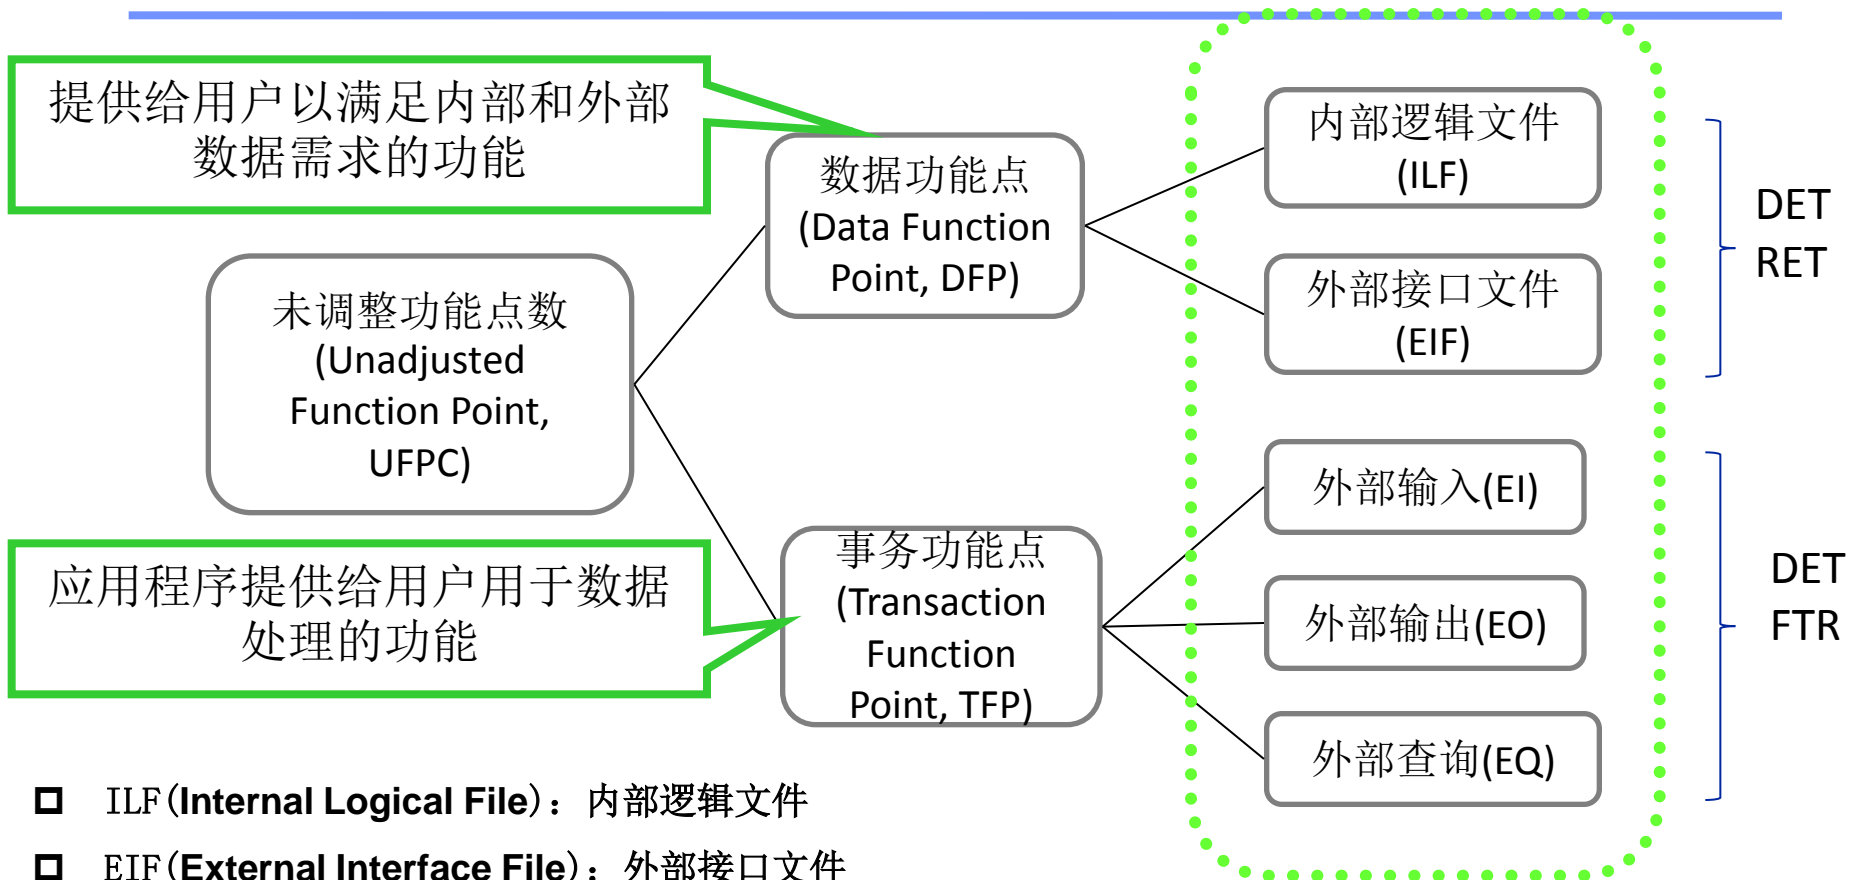 提供给用户以满足内部和外部
数据需求的功能
数据功能点
(Data Function
Point, DFP)
内部逻辑文件
(ILF)
DET
RET
外部接口文件
(EIF)
未调整功能点数
(Unadjusted
Function Point,
UFPC)
外部输入(EI)
应用程序提供给用户用于数据
处理的功能
事务功能点
(Transaction
Function
Point, TFP)
外部输出(EO)
DET
FTR
外部查询(EQ)
ILF(Internal Logical File): 内部逻辑文件
EIF(External Interface File): 外部接口文件